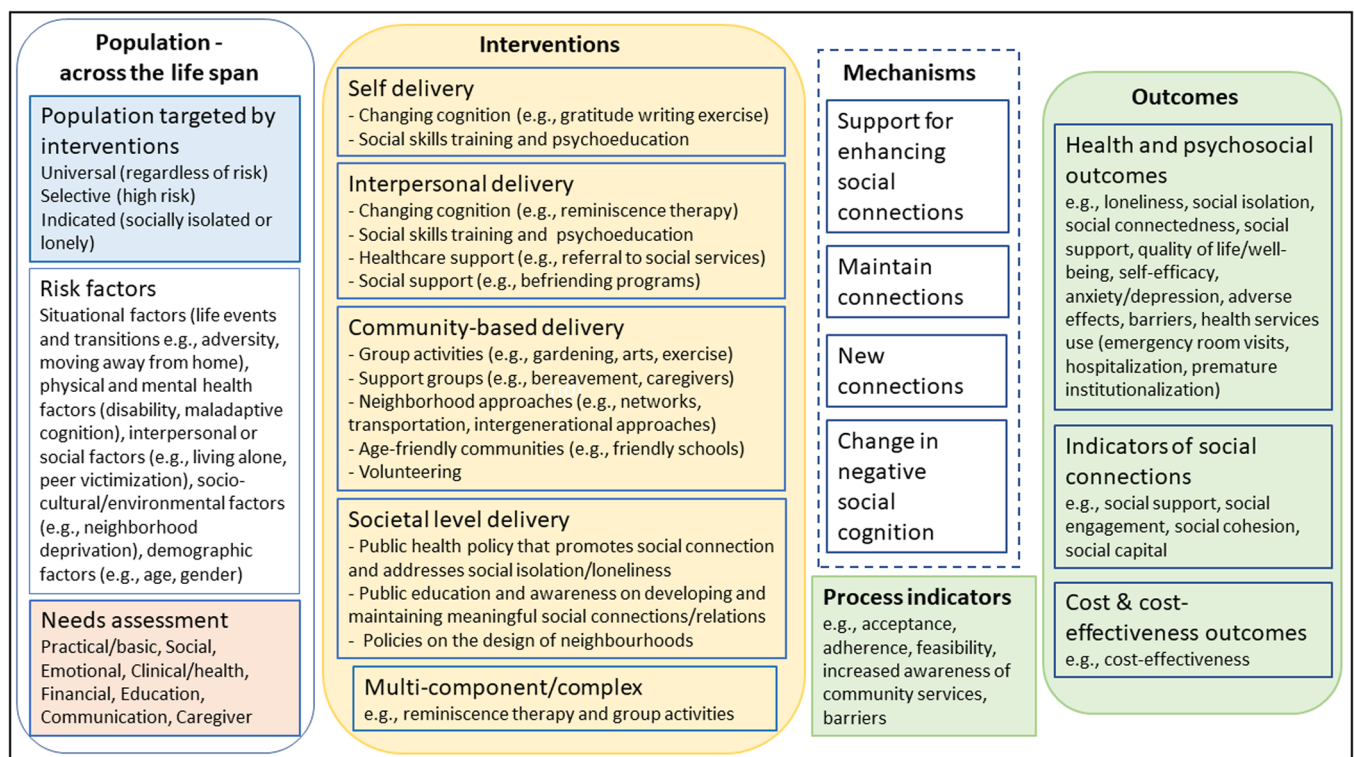 Population -
across the life span
Population targeted by
interventions
Universal (regardless of risk)
Selective (high risk)
Indicated (socially isolated or
lonely)
Risk factors
Situational factors (life events
and transitions e.g., adversity,
moving away from home),
physical and mental health
factors (disability, maladaptive
cognition), interpersonal or
social factors (e.g., living alone,
peer victimization), socio-
cultural/environmental factors
(e.g., neighborhood
deprivation), demographic
factors (e.g., age, gender)
Needs assessment
Practical/basic, Social,
Emotional, Clinical/health,
Financial, Education,
Communication, Caregiver
Interventions
Self delivery
- Changing cognition (e.g., gratitude writing exercise)
- Social skills training and psychoeducation
Interpersonal delivery
- Changing cognition (e.g., reminiscence therapy)
- Social skills training and psychoeducation
- Healthcare support (e.g., referral to social services)
- Social support (e.g., befriending programs)
Community-based delivery
- Group activities (e.g., gardening, arts, exercise)
- Support groups (e.g., bereavement, caregivers)
- Neighborhood approaches (e.g., networks,
transportation, intergenerational approaches)
- Age-friendly communities (e.g., friendly schools)
- Volunteering
Societal level delivery
- Public health policy that promotes social connection
and addresses social isolation/loneliness
- Public education and awareness on developing and
maintaining meaningful social connections/relations
- Policies on the design of neighbourhoods
Multi-component/complex
e.g., reminiscence therapy and group activities
Mechanisms
Support for
enhancing
social
connections
Maintain
connections
New
connections
Change in
negative
social
cognition
Process indicators
e.g., acceptance,
adherence, feasibility,
increased awareness of
community services,
barriers
Outcomes
Health and psychosocial
outcomes
e.g., loneliness, social isolation,
social connectedness, social
support, quality of life/well-
being, self-efficacy,
anxiety/depression, adverse
effects, barriers, health services
use (emergency room visits,
hospitalization, premature
institutionalization)
Indicators of social
connections
e.g., social support, social
engagement, social cohesion,
social capital
Cost & cost-
effectiveness outcomes
e.g., cost-effectiveness